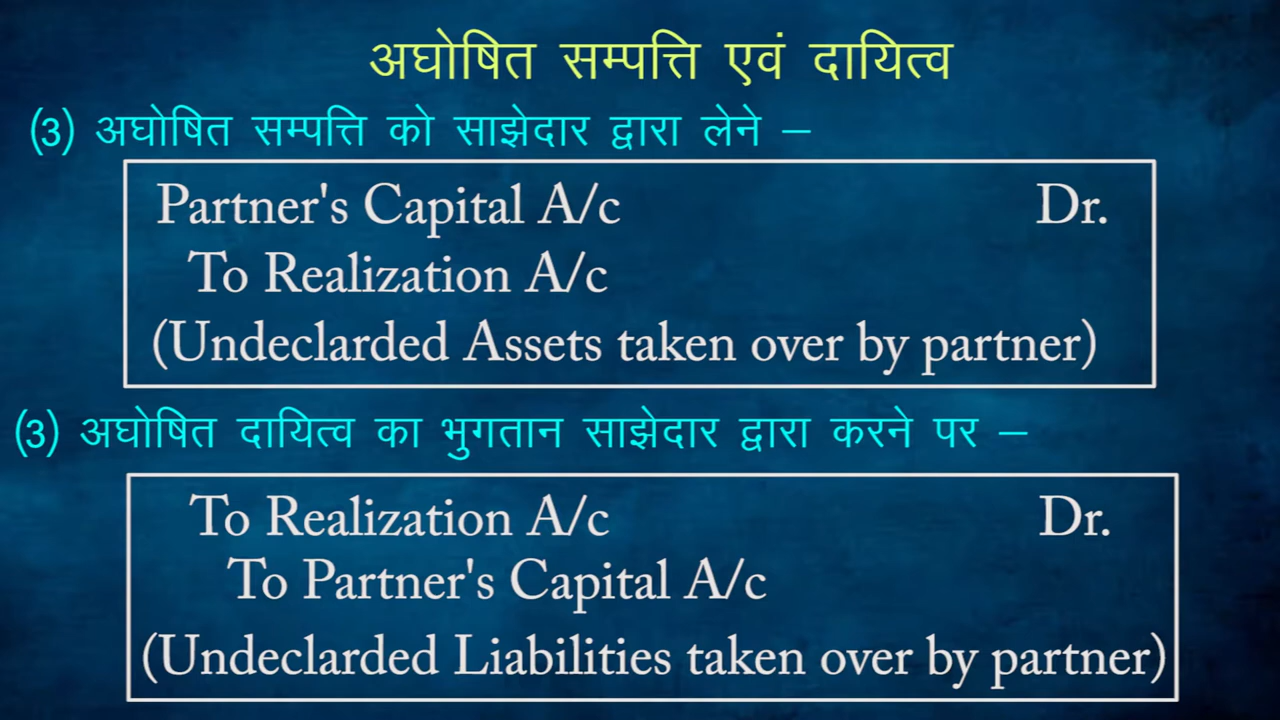 अघोषित सम्पत्ति एवं दायित्व
(3) अघोषित सम्पत्ति को साझेदार द्वारा लेने –
Partner's Capital A/c Dr.
To Realization A/c
(Undeclarded Assets taken over by partner)
(3) अघोषित दायित्व का भुगतान साझेदार द्वारा करने पर –
To Realization A/c Dr.
To Partner's Capital A/c
(Undeclarded Liabilities taken over by partner)